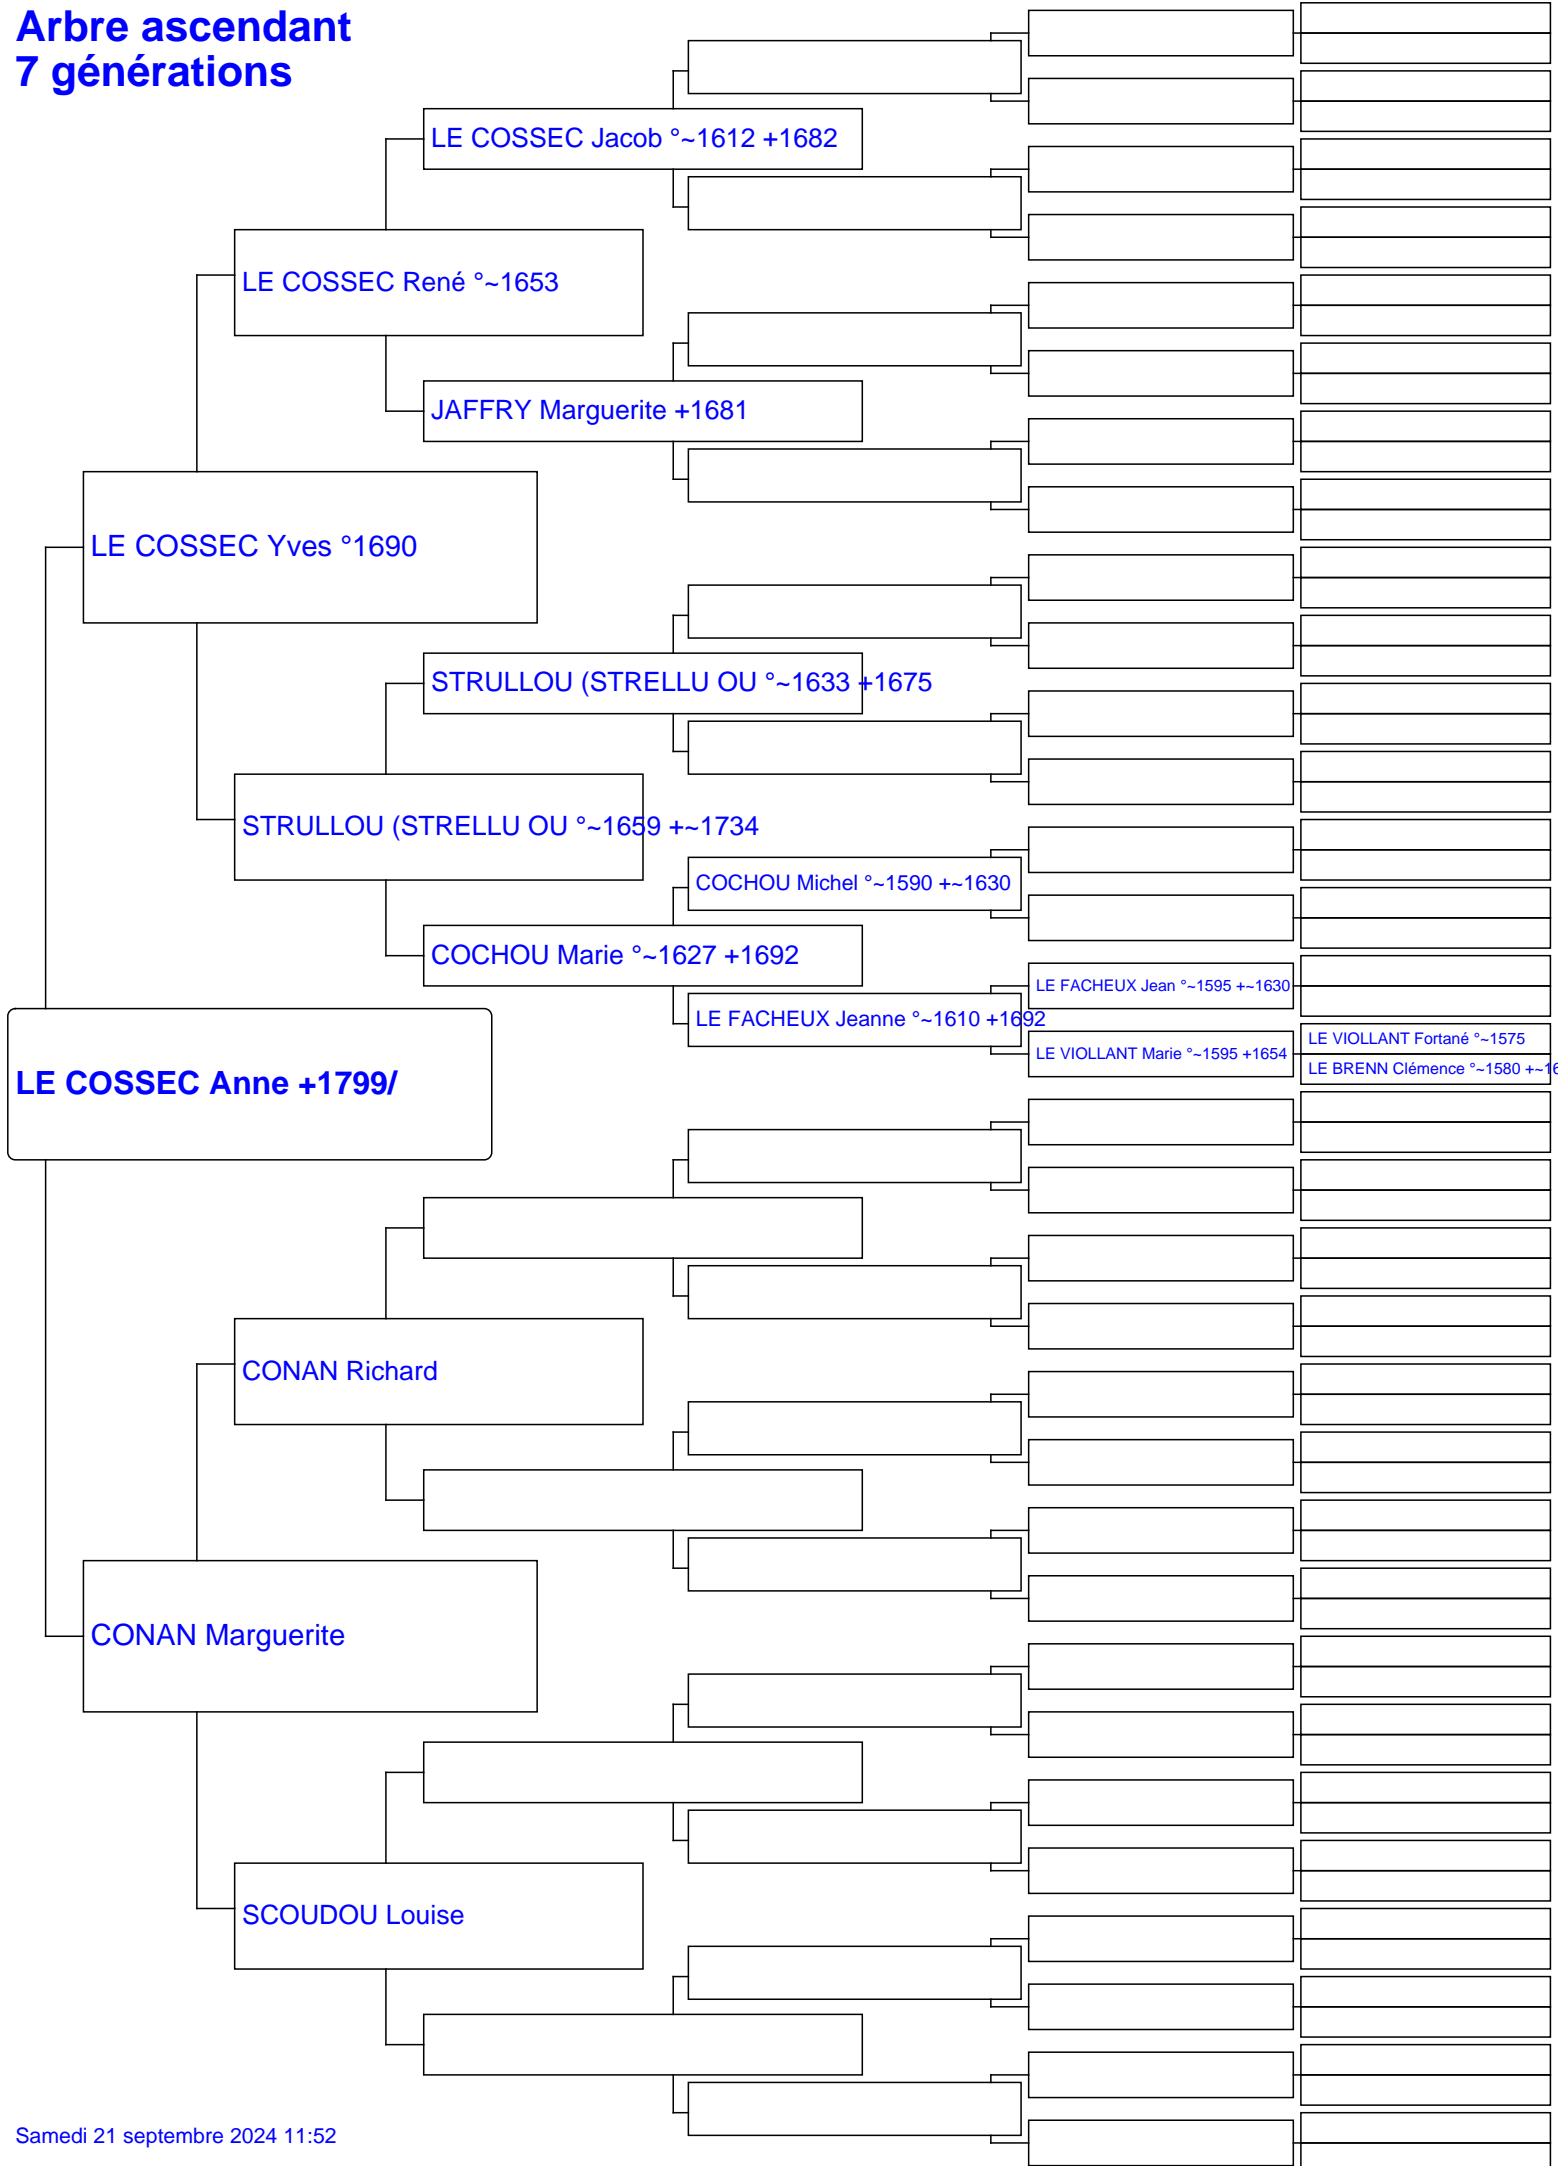 Arbre ascendant
7 générations
LE COSSEC Jacob °~1612 +1682
LE COSSEC René °~1653
JAFFRY Marguerite +1681
LE COSSEC Yves °1690
STRULLOU (STRELLU OU °~1633 +1675
STRULLOU (STRELLU OU °~1659 +~1734
COCHOU Michel °~1590 +~1630
COCHOU Marie °~1627 +1692
LE FACHEUX Jean °~1595 +~1630
LE FACHEUX Jeanne °~1610 +1692
LE VIOLLANT Marie °~1595 +1654
LE VIOLLANT Fortané °~1575
LE BRENN Clémence °~1580 +~16
LE COSSEC Anne +1799/
CONAN Richard
CONAN Marguerite
SCOUDOU Louise
Samedi 21 septembre 2024 11:52